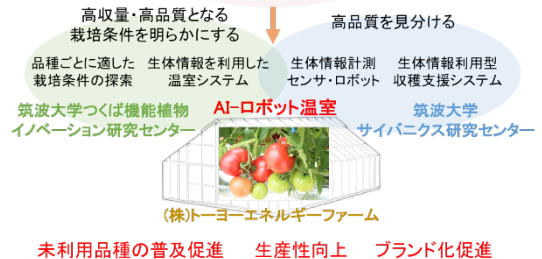 高収量・高品質となる
栽培条件を明らかにする
高品質を見分ける
品種ごとに適した
栽培条件の探索
生体情報を利用した
温室システム
生体情報計測
センサ・ロボット
生体情報利用型
収穫支援システム
筑波大学つくば機能植物
イノベーション研究センター
AI-ロボット温室
筑波大学
サイバニクス研究センター
(株)トーヨーエネルギーファーム
未利用品種の普及促進 生産性向上 ブランド化促進